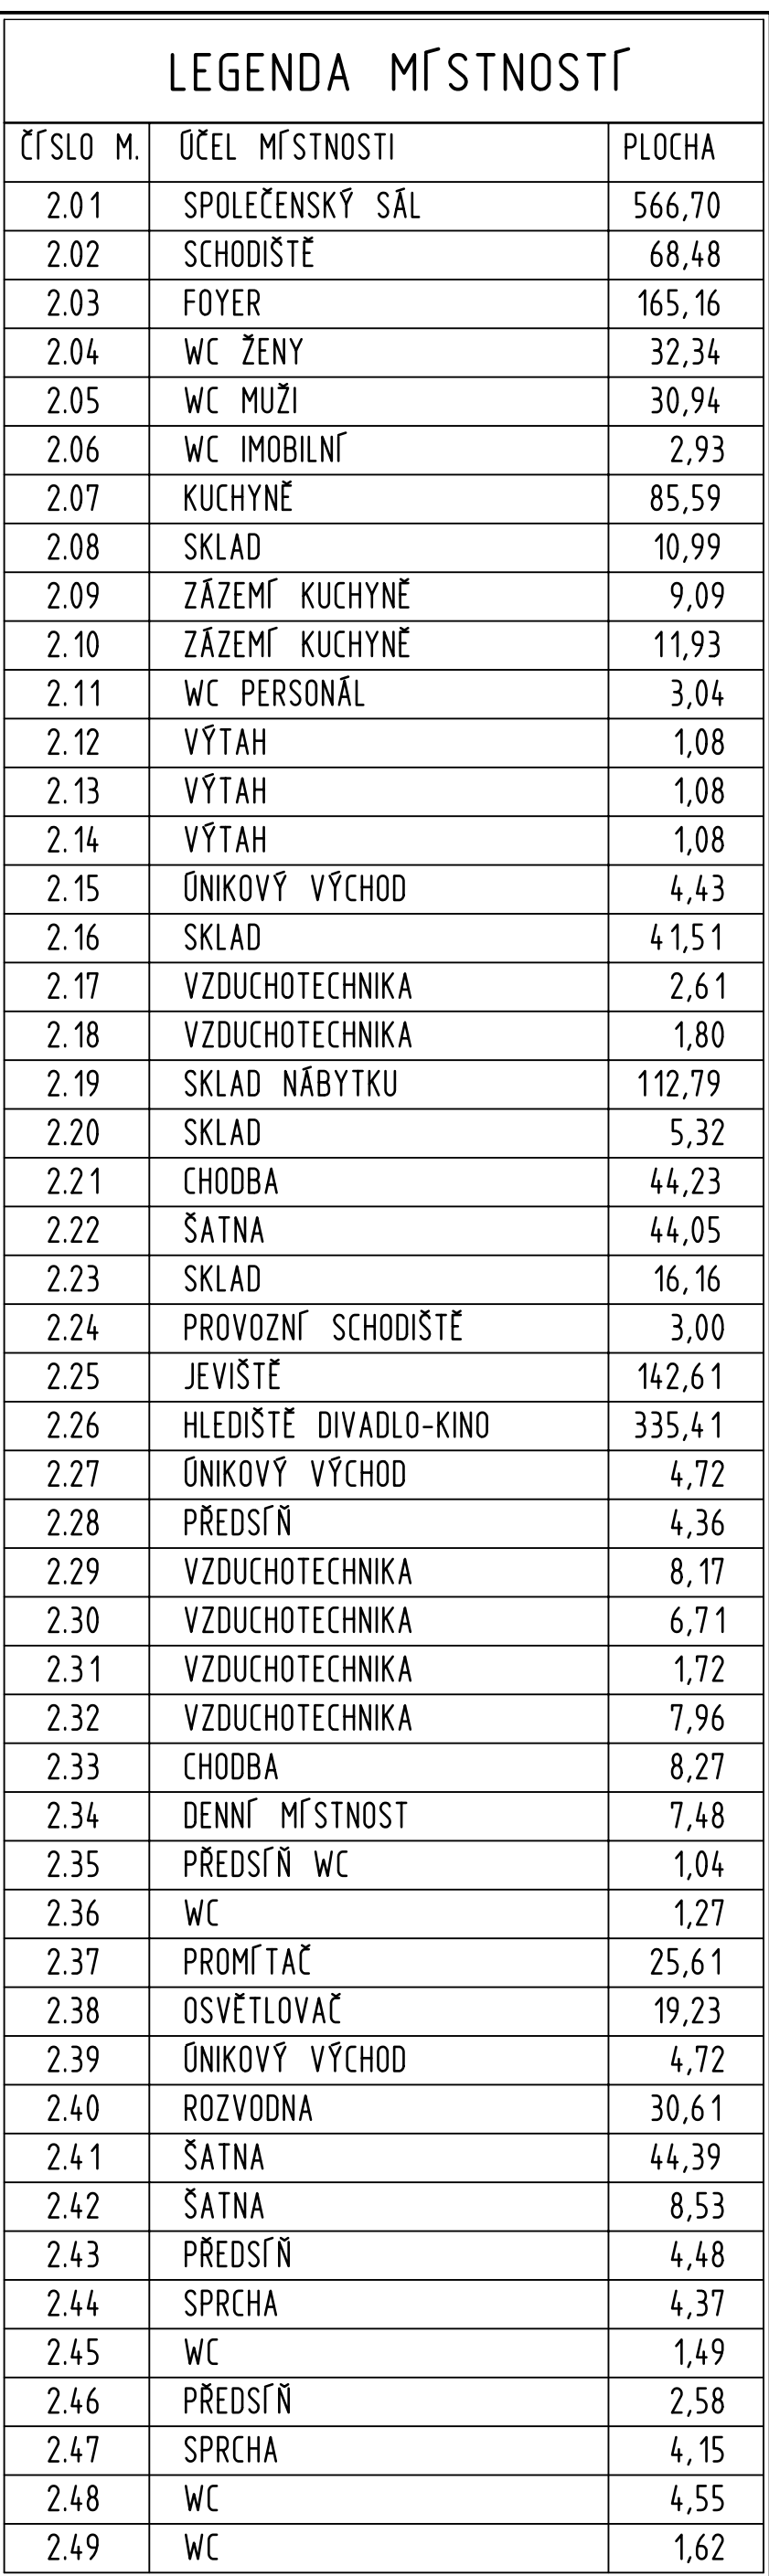 LEGENDA MÍSTNOSTÍ
ČÍSLO M. ÚČEL MÍSTNOSTI PLOCHA
2.01 SPOLEČENSKÝ SÁL 566,70
2.02 SCHODIŠTĚ 68,48
2.03 FOYER 165,16
2.04 WC ŽENY 32,34
2.05 WC MUŽI 30,94
2.06 WC IMOBILNÍ 2,93
2.07 KUCHYNĚ 85,59
2.08 SKLAD 10,99
2.09 ZÁZEMÍ KUCHYNĚ 9,09
2.10 ZÁZEMÍ KUCHYNĚ 11,93
2.11 WC PERSONÁL 3,04
2.12 VÝTAH 1,08
2.13 VÝTAH 1,08
2.14 VÝTAH 1,08
2.15 ÚNIKOVÝ VÝCHOD 4,43
2.16 SKLAD 41,51
2.17 VZDUCHOTECHNIKA 2,61
2.18 VZDUCHOTECHNIKA 1,80
2.19 SKLAD NÁBYTKU 112,79
2.20 SKLAD 5,32
2.21 CHODBA 44,23
2.22 ŠATNA 44,05
2.23 SKLAD 16,16
2.24 PROVOZNÍ SCHODIŠTĚ 3,00
2.25 JEVIŠTĚ 142,61
2.26 HLEDIŠTĚ DIVADLO-KINO 335,41
2.27 ÚNIKOVÝ VÝCHOD 4,72
2.28 PŘEDSÍŇ 4,36
2.29 VZDUCHOTECHNIKA 8,17
2.30 VZDUCHOTECHNIKA 6,71
2.31 VZDUCHOTECHNIKA 1,72
2.32 VZDUCHOTECHNIKA 7,96
2.33 CHODBA 8,27
2.34 DENNÍ MÍSTNOST 7,48
2.35 PŘEDSÍŇ WC 1,04
2.36 WC 1,27
2.37 PROMÍTAČ 25,61
2.38 OSVĚTLOVAČ 19,23
2.39 ÚNIKOVÝ VÝCHOD 4,72
2.40 ROZVODNA 30,61
2.41 ŠATNA 44,39
2.42 ŠATNA 8,53
2.43 PŘEDSÍŇ 4,48
2.44 SPRCHA 4,37
2.45 WC 1,49
2.46 PŘEDSÍŇ 2,58
2.47 SPRCHA 4,15
2.48 WC 4,55
2.49 WC 1,62